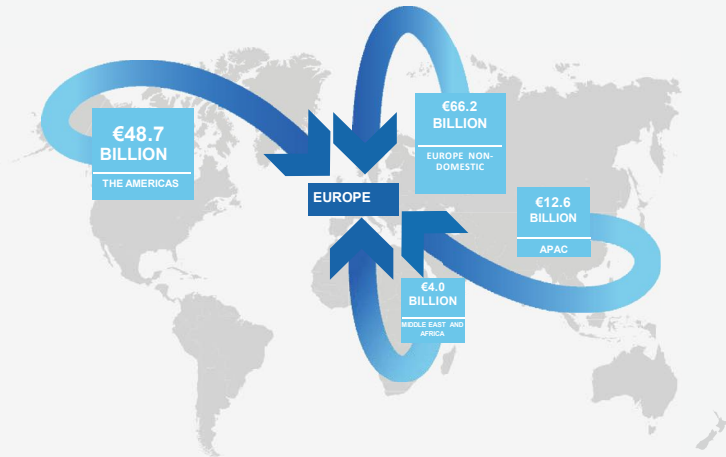 €48.7
BILLION
THE AMERICAS
€66.2
BILLION
EUROPE NON-
DOMESTIC
EUROPE
€12.6
BILLION
APAC
€4.0
BILLION
MIDDLE EAST AND
AFRICA